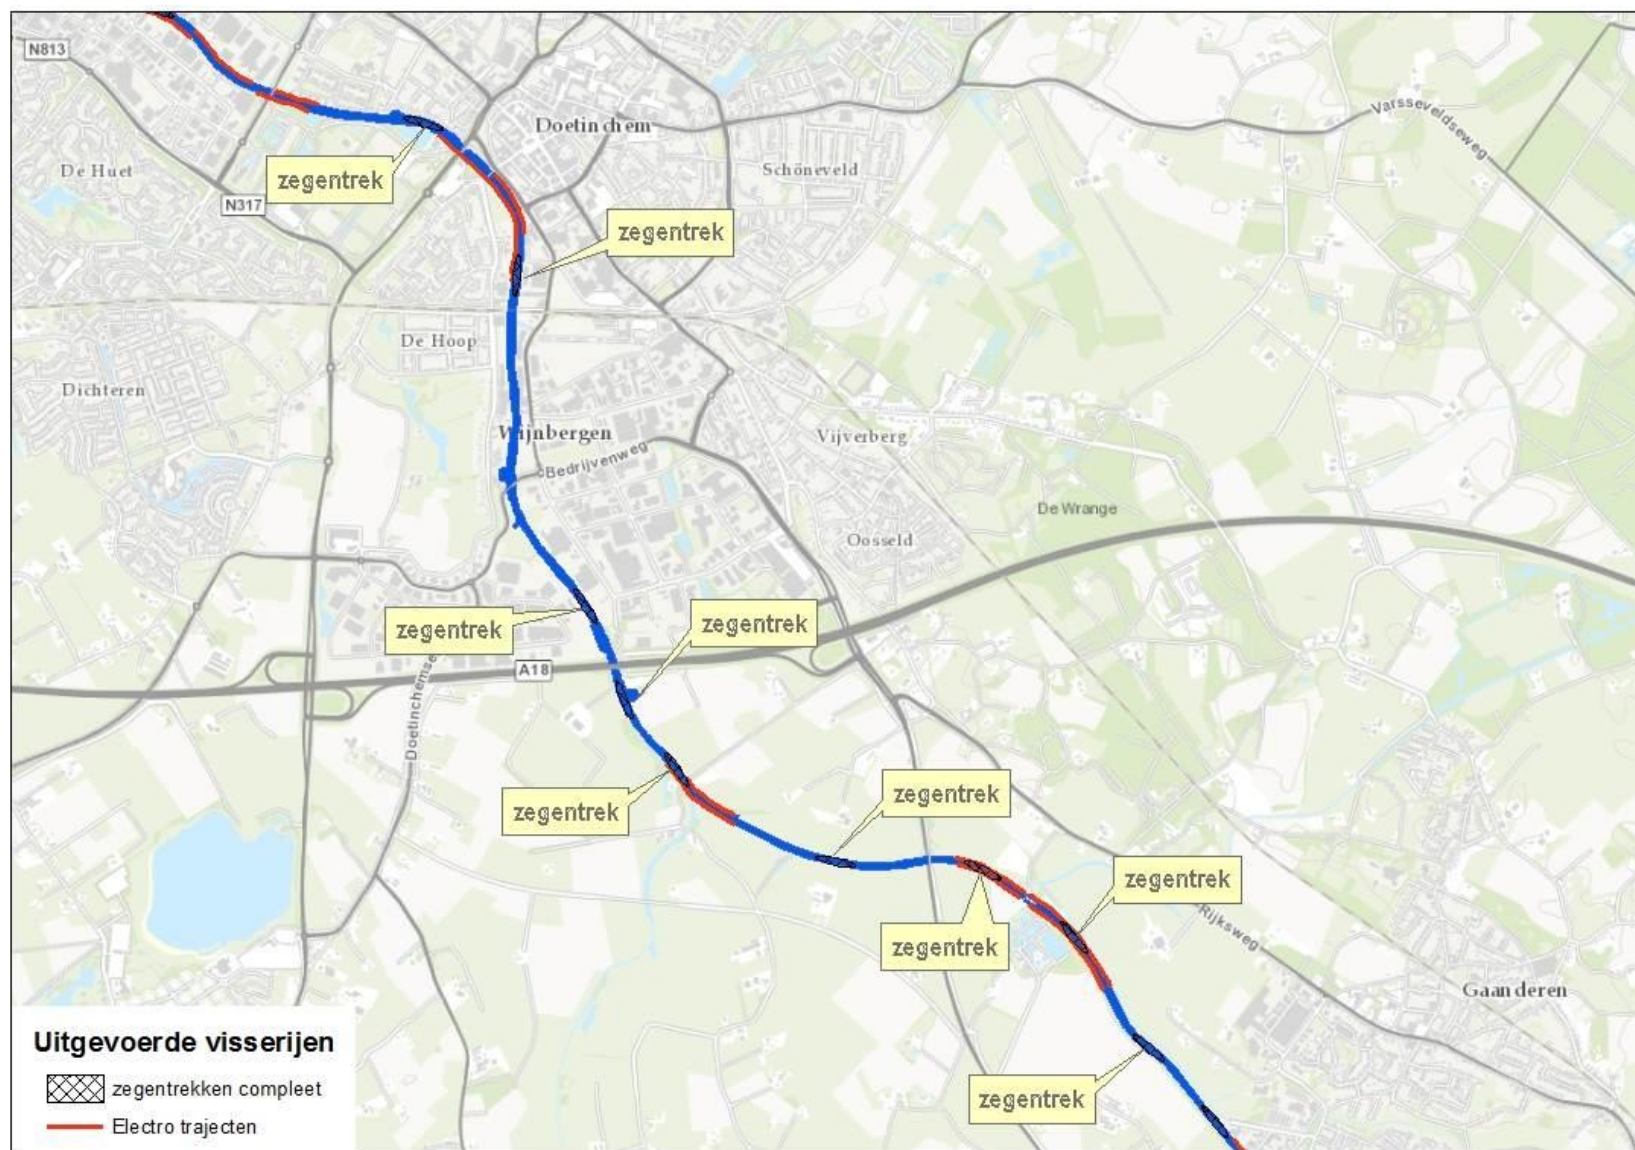 N813
Doetinchem
Varsseveldseweg
De Huet
zegentrek
Schöneveld
N317
zegentrek
De Hoop
Dichteren
Wijnbergen
Vijverberg
Bedrijvenweg
De Wrange
Oosseld
zegentrek
zegentrek
A18
Doetinchemse
zegentrek
zegentrek
zegentrek
zegentrek
Rijksweg
Gaanderen
zegentrek
Uitgevoerde visserijen
zegentrekken compleet
Electro trajecten